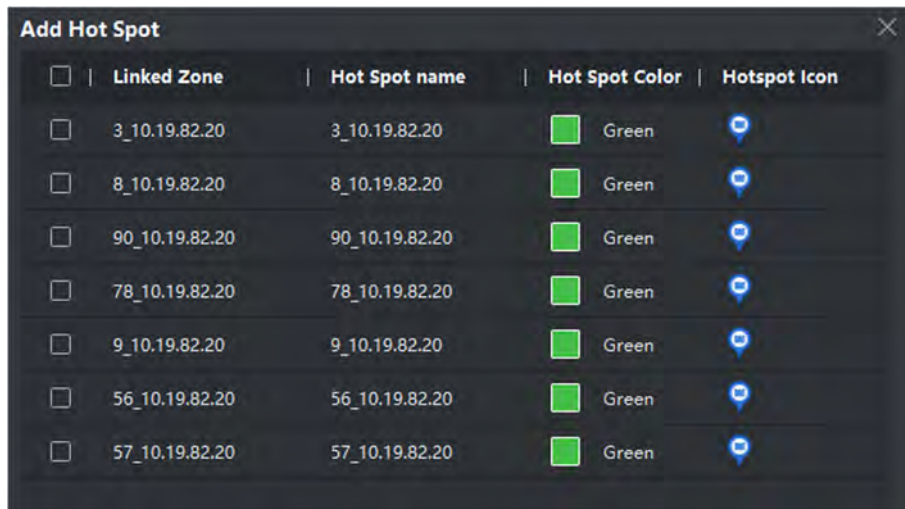 Add Hot Spot
Linked Zone | Hot Spot name | Hot Spot Color | Hotspot Icon
3_10.19.82.20 3_10.19.82.20 Green
8_10.19.82.20 8_10.19.82.20 Green
90_10.19.82.20 90_10.19.82.20 Green
78_10.19.82.20 78_10.19.82.20 Green
9_10.19.82.20 9_10.19.82.20 Green
56_10.19.82.20 56_10.19.82.20 Green
57_10.19.82.20 57_10.19.82.20 Green